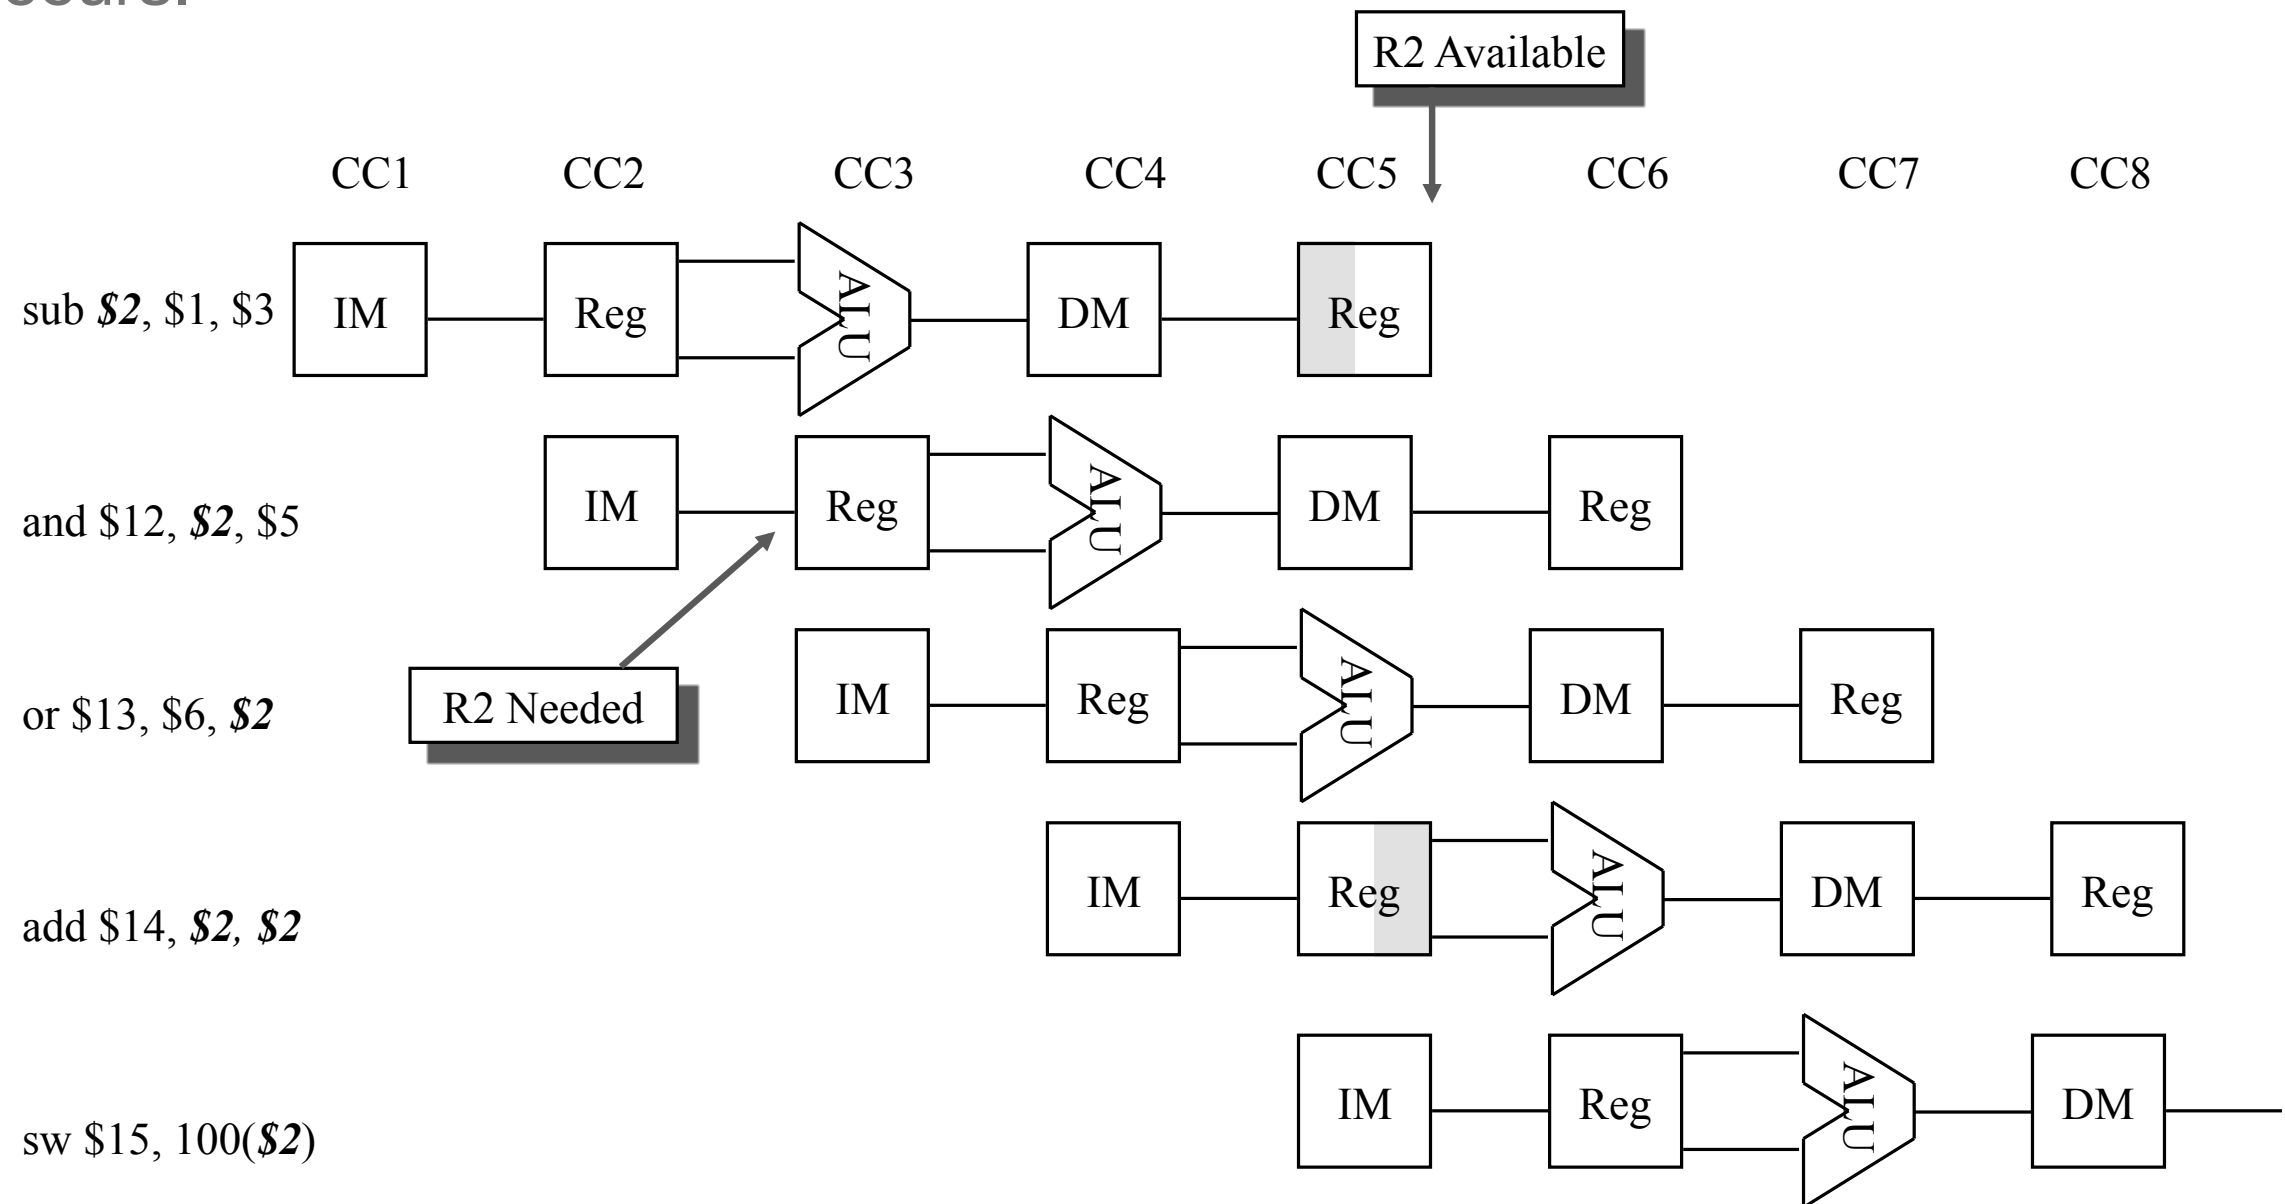 R2 Available
CC1 CC2 CC3 CC4 CC5 CC6 CC7 CC8
sub $2, $1, $3 IM Reg ALU DM Reg
and $12, $2, $5 IM Reg ALU DM Reg
R2 Needed
or $13, $6, $2 IM Reg ALU DM Reg
add $14, $2, $2 IM Reg ALU DM Reg
sw $15, 100($2) IM Reg ALU DM